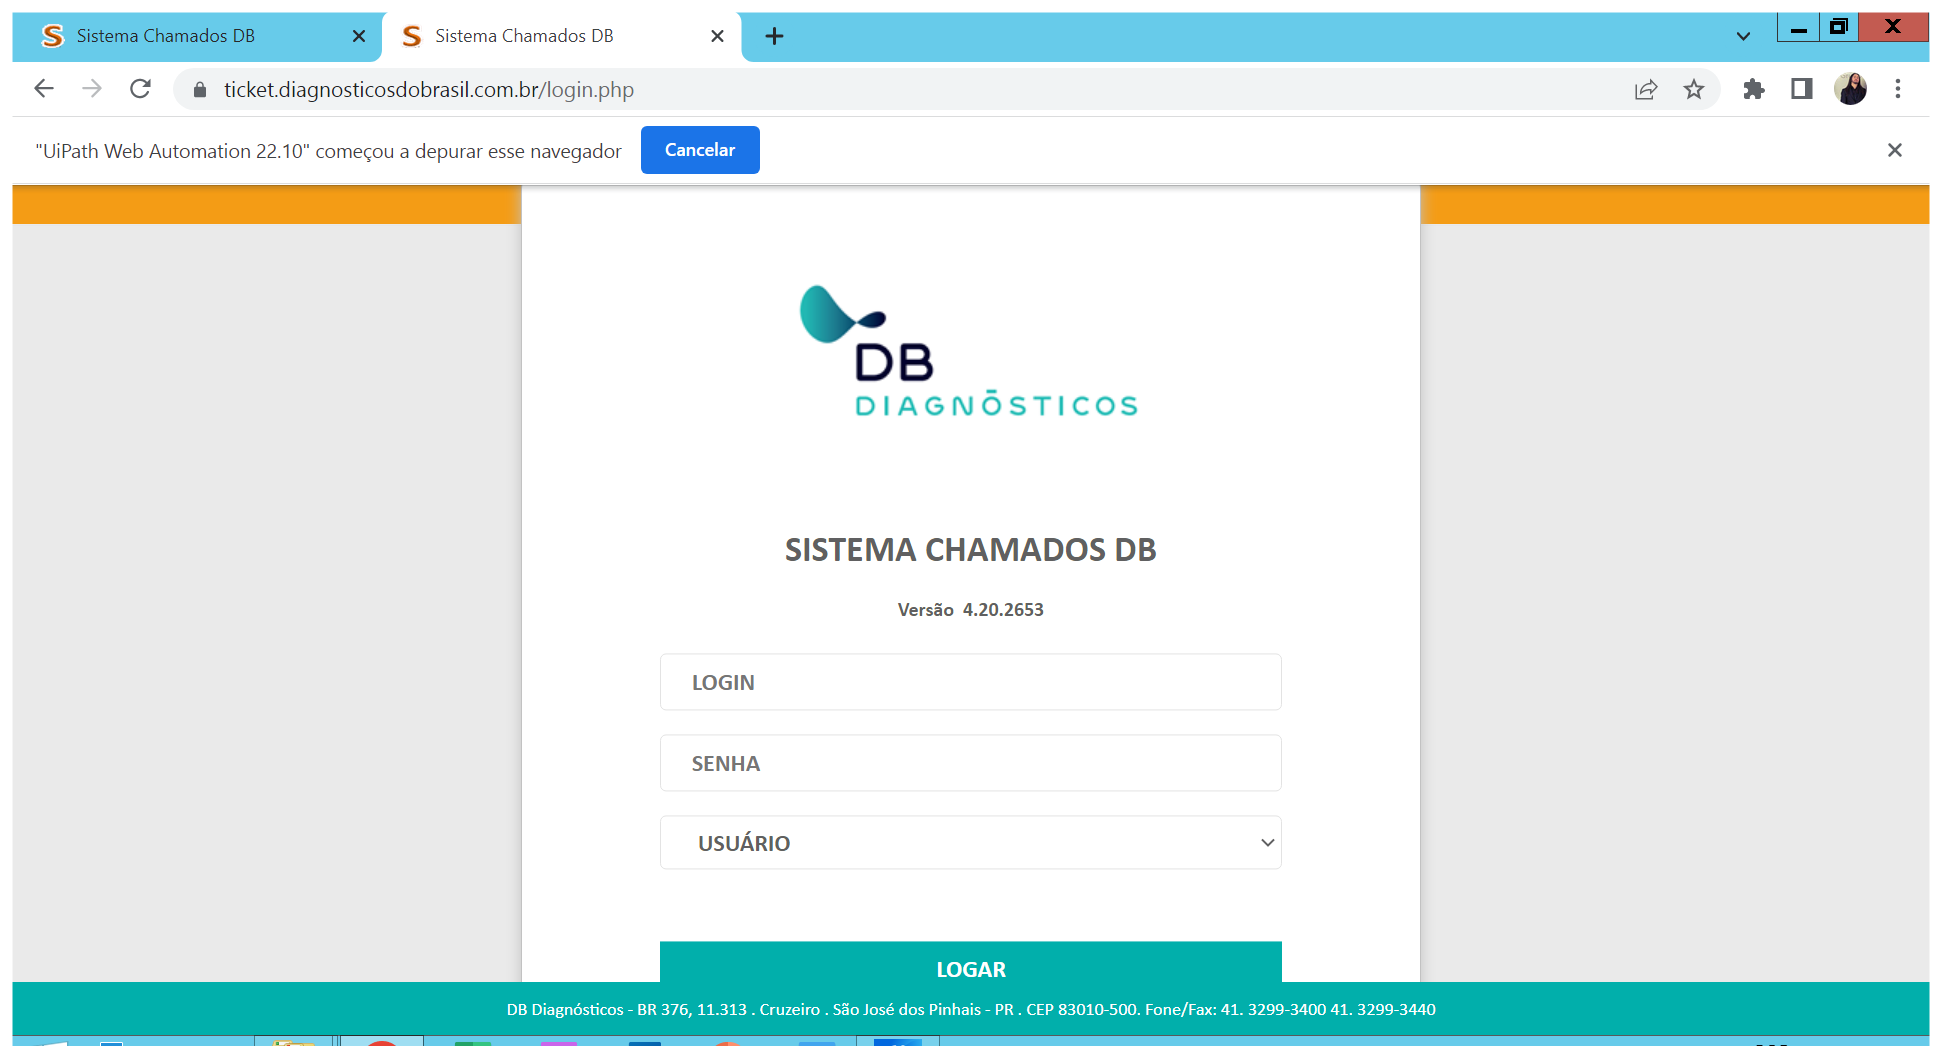 Sistema Chamados DB
Sistema Chamados DB
ticket.diagnosticosdobrasil.com.br/login.php
"UiPath Web Automation 22.10" começou a depurar esse navegador
Cancelar
DB
DIAGNŌSTICOS
SISTEMA CHAMADOS DB
Versão 4.20.2653
LOGIN
SENHA
USUÁRIO
LOGAR
DB Diagnósticos - BR 376, 11.313 . Cruzeiro . São José dos Pinhais - PR . CEP 83010-500. Fone/Fax: 41. 3299-3400 41. 3299-3440